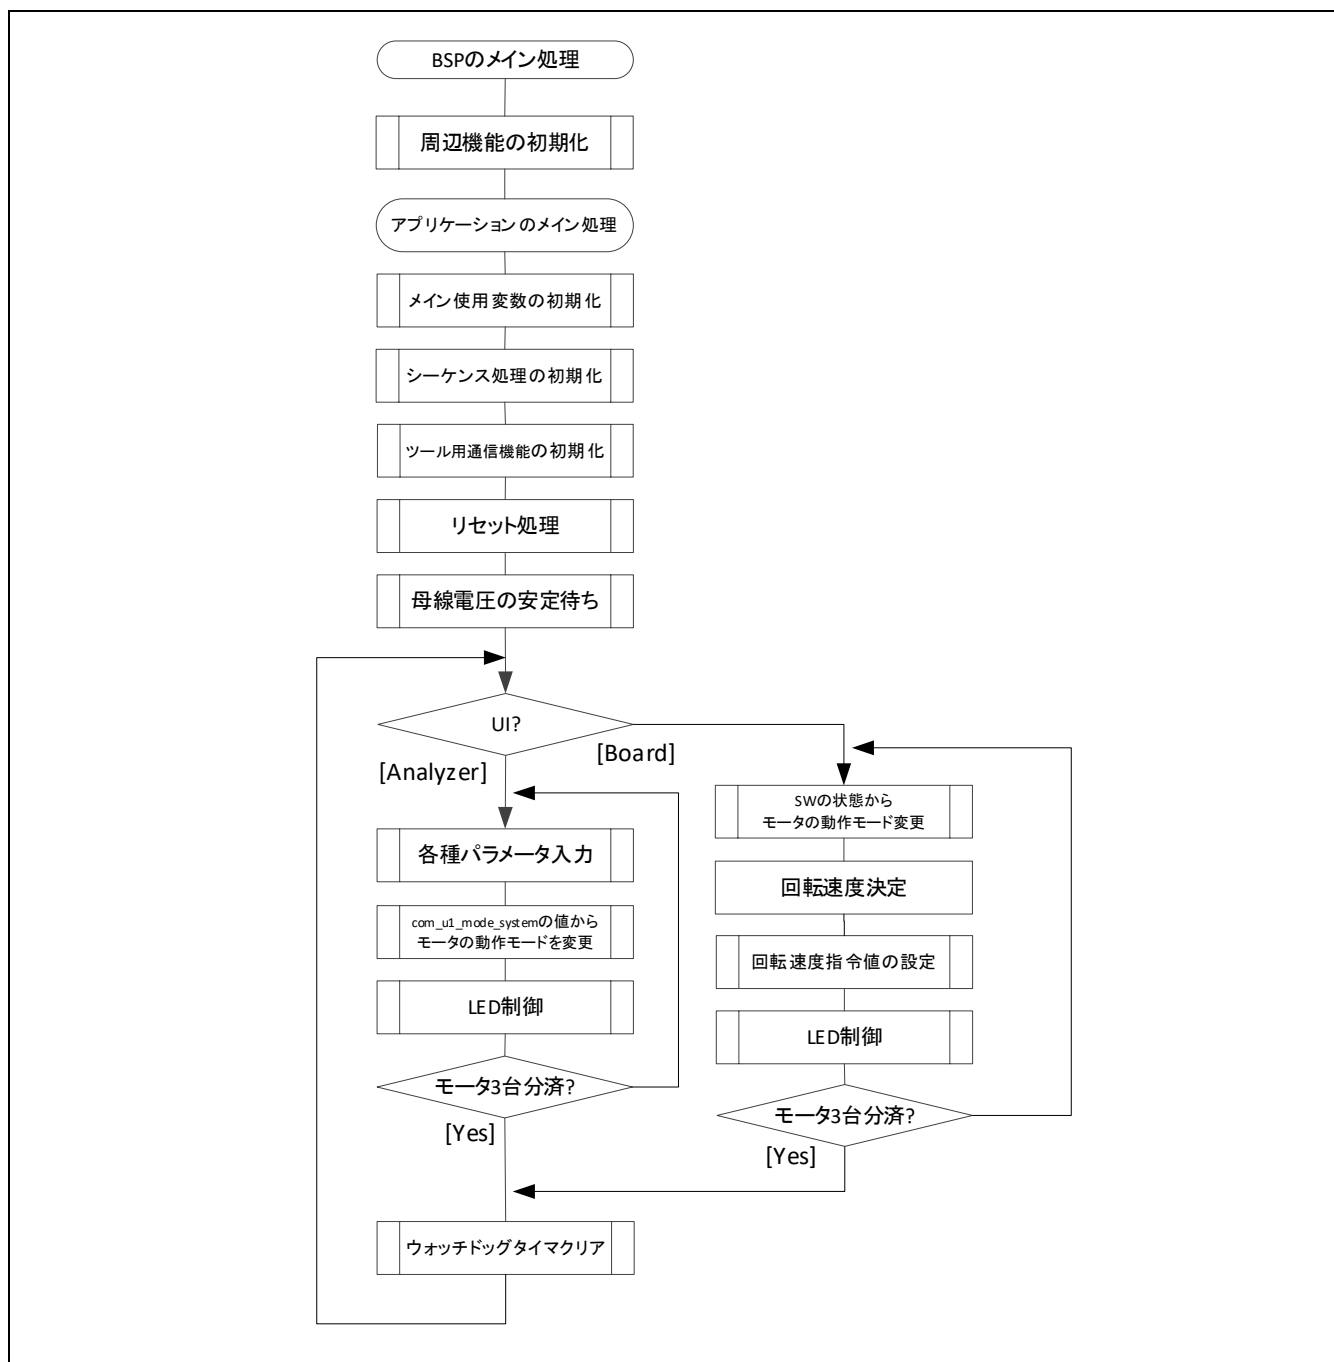 BSPのメイン処理
周辺機能の初期化
アプリケーションのメイン処理
メイン使用変数の初期化
シーケンス処理の初期化
ツール用通信機能の初期化
リセット処理
母線電圧の安定待ち
UI?
[Analyzer]
[Board]
各種パラメータ入力
com_u1_mode_systemの値から
モータの動作モードを変更
LED制御
モータ3台分済?
[Yes]
SWの状態から
モータの動作モード変更
回転速度決定
回転速度指令値の設定
LED制御
モータ3台分済?
[Yes]
ウォッチドッグタイマクリア